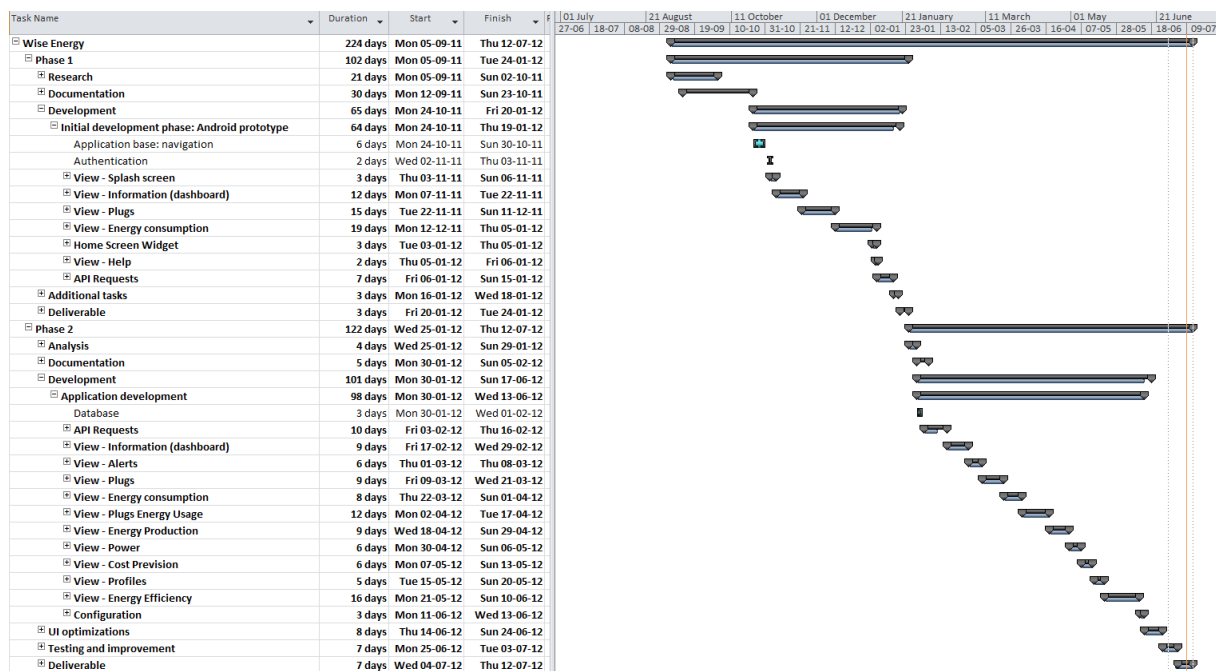 Task Name Duration Start Finish F 01 July 21 August 11 October 01 December 21 January 11 March 01 May 21 June
27-06 18-07 08-08 29-08 19-09 10-10 31-10 21-11 12-12 02-01 23-01 13-02 05-03 26-03 16-04 07-05 28-05 18-06 09-07
Wise Energy 224 days Mon 05-09-11 Thu 12-07-12
Phase 1 102 days Mon 05-09-11 Tue 24-01-12
Research 21 days Mon 05-09-11 Sun 02-10-11
Documentation 30 days Mon 12-09-11 Sun 23-10-11
Development 65 days Mon 24-10-11 Fri 20-01-12
Initial development phase: Android prototype 64 days Mon 24-10-11 Thu 19-01-12
Application base: navigation 6 days Mon 24-10-11 Sun 30-10-11
Authentication 2 days Wed 02-11-11 Thu 03-11-11
View - Splash screen 3 days Thu 03-11-11 Sun 06-11-11
View - Information (dashboard) 12 days Mon 07-11-11 Tue 22-11-11
View - Plugs 15 days Tue 22-11-11 Sun 11-12-11
View - Energy consumption 19 days Mon 12-12-11 Thu 05-01-12
Home Screen Widget 3 days Tue 03-01-12 Thu 05-01-12
View - Help 2 days Thu 05-01-12 Fri 06-01-12
API Requests 7 days Fri 06-01-12 Sun 15-01-12
Additional tasks 3 days Mon 16-01-12 Wed 18-01-12
Deliverable 3 days Fri 20-01-12 Tue 24-01-12
Phase 2 122 days Wed 25-01-12 Thu 12-07-12
Analysis 4 days Wed 25-01-12 Sun 29-01-12
Documentation 5 days Mon 30-01-12 Sun 05-02-12
Development 101 days Mon 30-01-12 Sun 17-06-12
Application development 98 days Mon 30-01-12 Wed 13-06-12
Database 3 days Mon 30-01-12 Wed 01-02-12
API Requests 10 days Fri 03-02-12 Thu 16-02-12
View - Information (dashboard) 9 days Fri 17-02-12 Wed 29-02-12
View - Alerts 6 days Thu 01-03-12 Thu 08-03-12
View - Plugs 9 days Fri 09-03-12 Wed 21-03-12
View - Energy consumption 8 days Thu 22-03-12 Sun 01-04-12
View - Plugs Energy Usage 12 days Mon 02-04-12 Tue 17-04-12
View - Energy Production 9 days Wed 18-04-12 Sun 29-04-12
View - Power 6 days Mon 30-04-12 Sun 06-05-12
View - Cost Prevision 6 days Mon 07-05-12 Sun 13-05-12
View - Profiles 5 days Tue 15-05-12 Sun 20-05-12
View - Energy Efficiency 16 days Mon 21-05-12 Sun 10-06-12
Configuration 3 days Mon 11-06-12 Wed 13-06-12
UI optimizations 8 days Thu 14-06-12 Sun 24-06-12
Testing and improvement 7 days Mon 25-06-12 Tue 03-07-12
Deliverable 7 days Wed 04-07-12 Thu 12-07-12